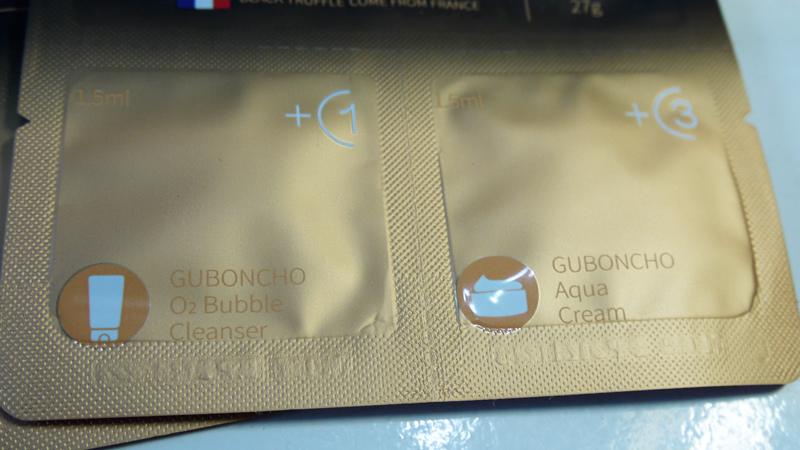 BLACK TRUFFLE COME FROM FRANCE
27g
1.5ml
+1
GUBONCHO
O₂ Bubble
Cleanser
1.5ml
+3
GUBONCHO
Aqua
Cream